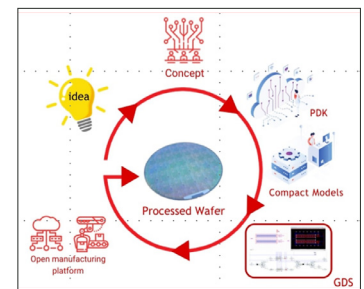 Concept
idea
PDK
Compact Models
Processed Wafer
Open manufacturing
platform
GDS